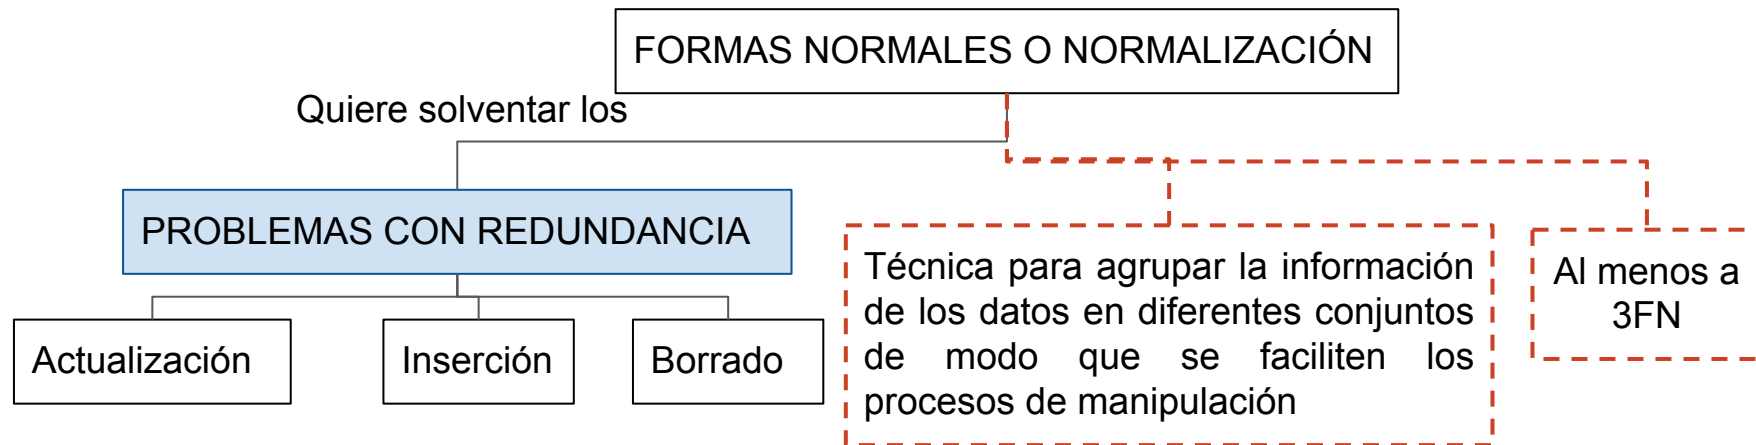 FORMAS NORMALES O NORMALIZACIÓN
Quiere solventar los
PROBLEMAS CON REDUNDANCIA
Actualización
Inserción
Borrado
Técnica para agrupar la información
de los datos en diferentes conjuntos
de modo que se faciliten los
procesos de manipulación
Al menos a
3FN